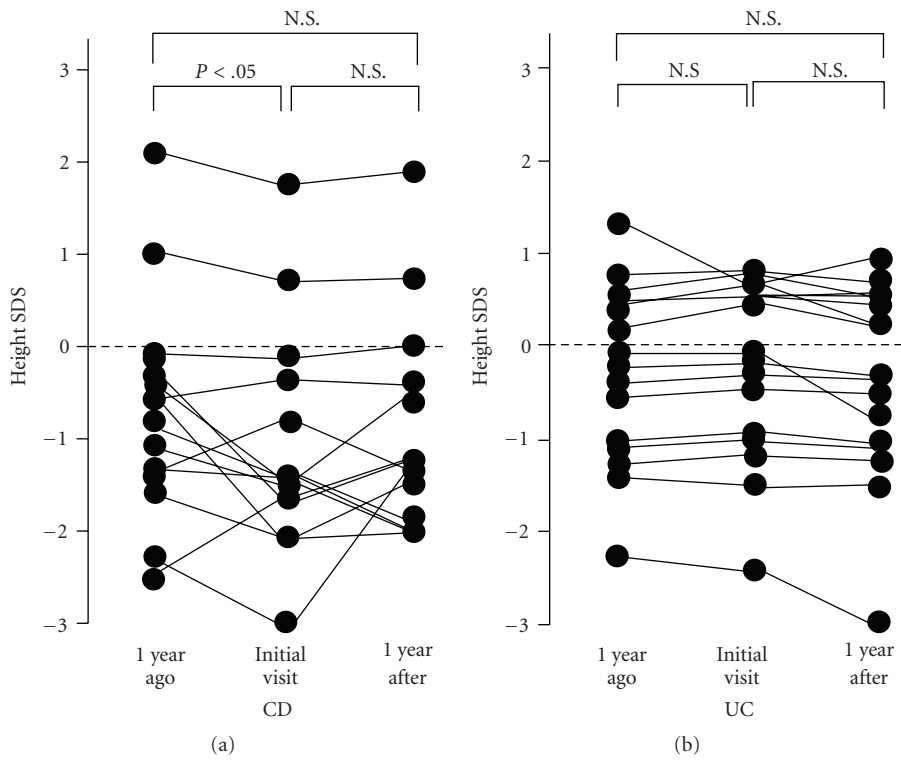 N.S.
P < .05
N.S.
3
2
1
0
−1
−2
−3
Height SDS
1 year
ago
Initial
visit
1 year
after
CD
(a)
N.S.
N.S
N.S.
3
2
1
0
−1
−2
−3
Height SDS
1 year
ago
Initial
visit
1 year
after
UC
(b)